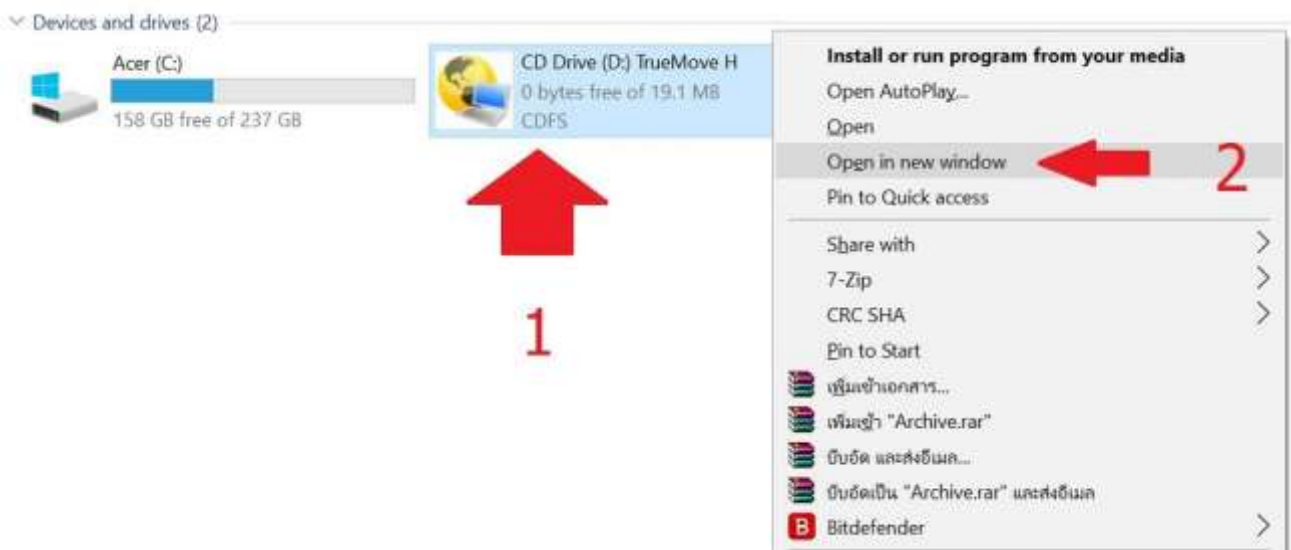 Devices and drives (2)
Acer (C:)
158 GB free of 237 GB
CD Drive (D:) TrueMove H
0 bytes free of 19.1 MB
CDFS
1
Install or run program from your media
Open AutoPlay...
Open
Open in new window
2
Pin to Quick access
Share with
7-Zip
CRC SHA
Pin to Start
เพิ่มเข้าเอกสาร...
เพิ่มเข้า "Archive.rar"
บีบอัด และส่งอีเมล...
บีบอัดเป็น "Archive.rar" และส่งอีเมล
B Bitdefender